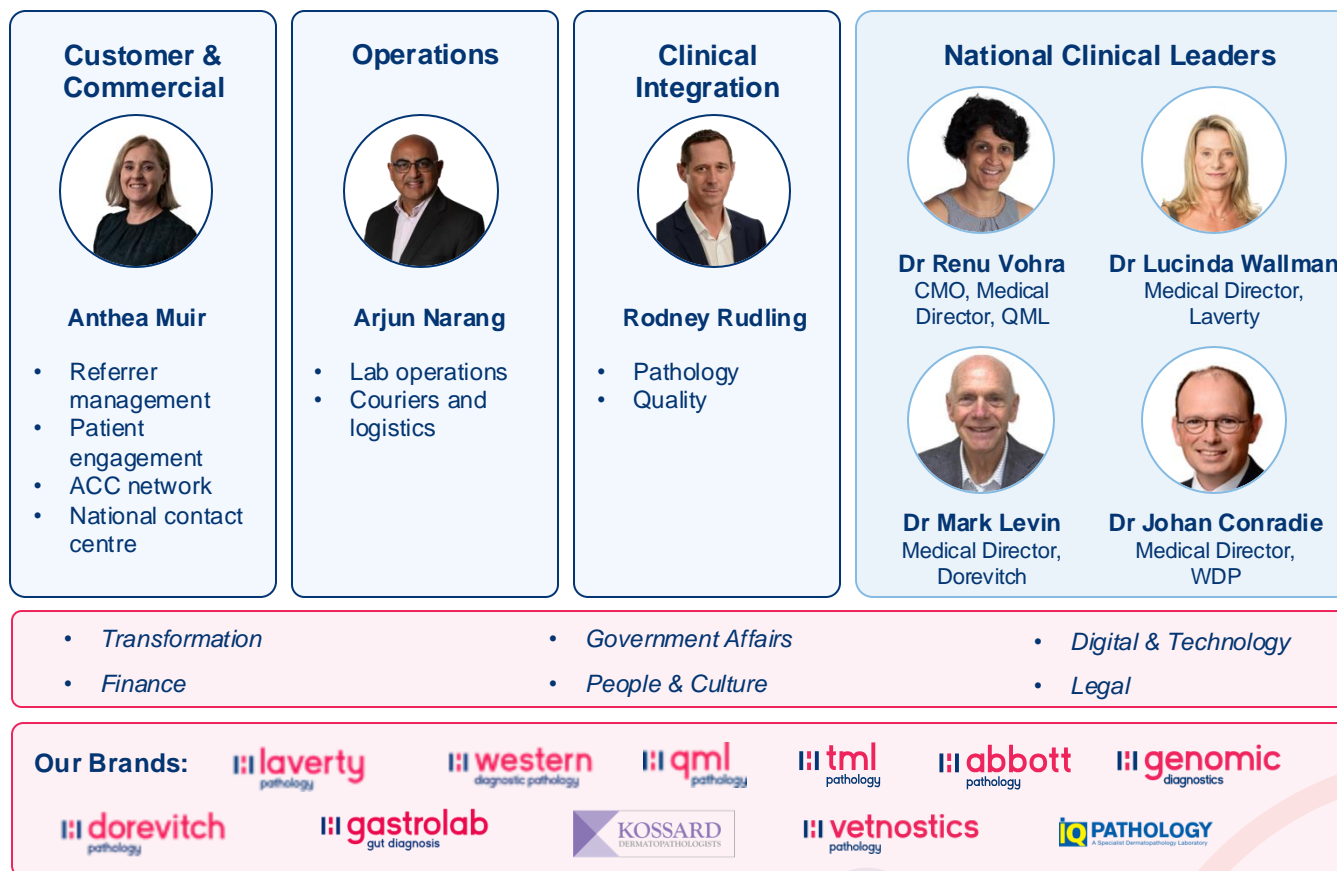 Customer &
Commercial
Anthea Muir
• Referrer
management
• Patient
engagement
• ACC network
• National contact
centre
Operations
Arjun Narang
• Lab operations
• Couriers and
logistics
Clinical
Integration
Rodney Rudling
• Pathology
• Quality
National Clinical Leaders
Dr Renu Vohra
CMO, Medical
Director, QML
Dr Lucinda Wallman
Medical Director,
Laverty
Dr Mark Levin
Medical Director,
Dorevitch
Dr Johan Conradie
Medical Director,
WDP
• Transformation
• Finance
• Government Affairs
• People & Culture
• Digital & Technology
• Legal
Our Brands:
laverty
pathology
western
diagnostic pathology
qml
pathology
tml
pathology
abbott
pathology
genomic
diagnostics
dorevitch
pathology
gastrolab
gut diagnosis
KOSSARD
DERMATOPATHOLOGISTS
vetnostics
pathology
iQ PATHOLOGY
A Specialist Dermatopathology Laboratory